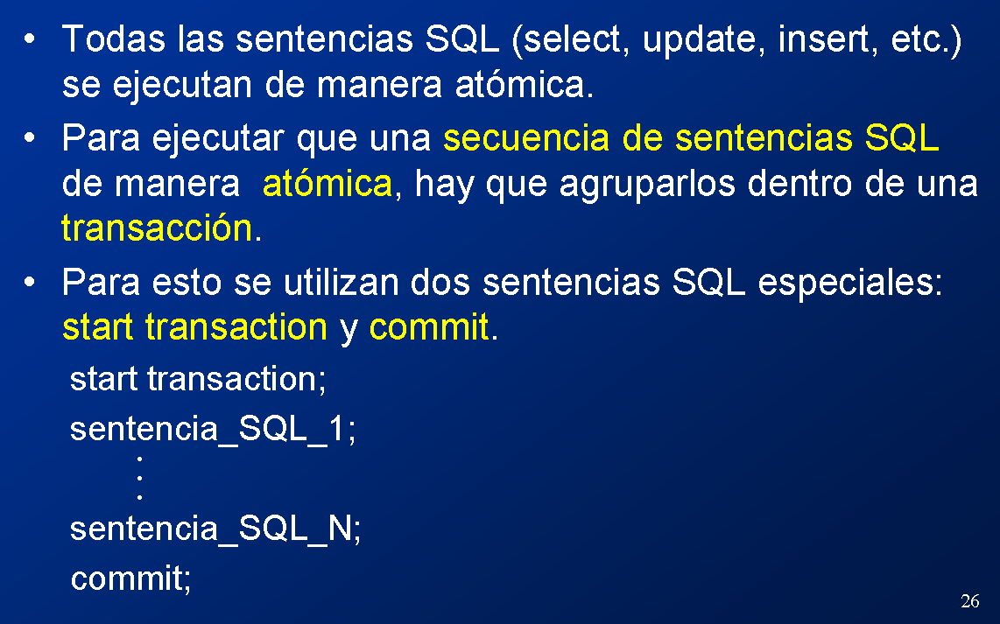 • Todas las sentencias SQL (select, update, insert, etc.)
se ejecutan de manera atómica.
• Para ejecutar que una secuencia de sentencias SQL
de manera  atómica, hay que agruparlos dentro de una
transacción.
• Para esto se utilizan dos sentencias SQL especiales:
start transaction y commit.
start transaction;
sentencia_SQL_1;
.
.
.
sentencia_SQL_N;
commit;
26